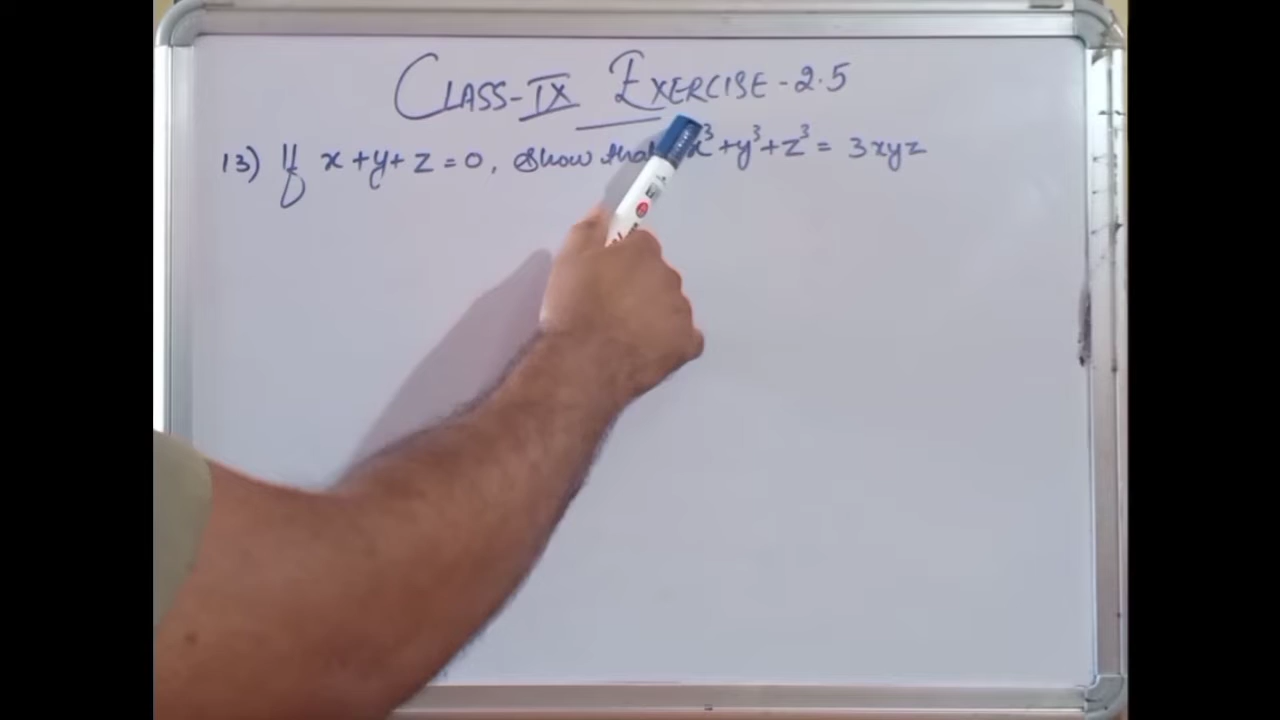 CLASS-IX EXERCISE-2.5
13) If x+y+z=0, Show that x³+y³+z³= 3xyz